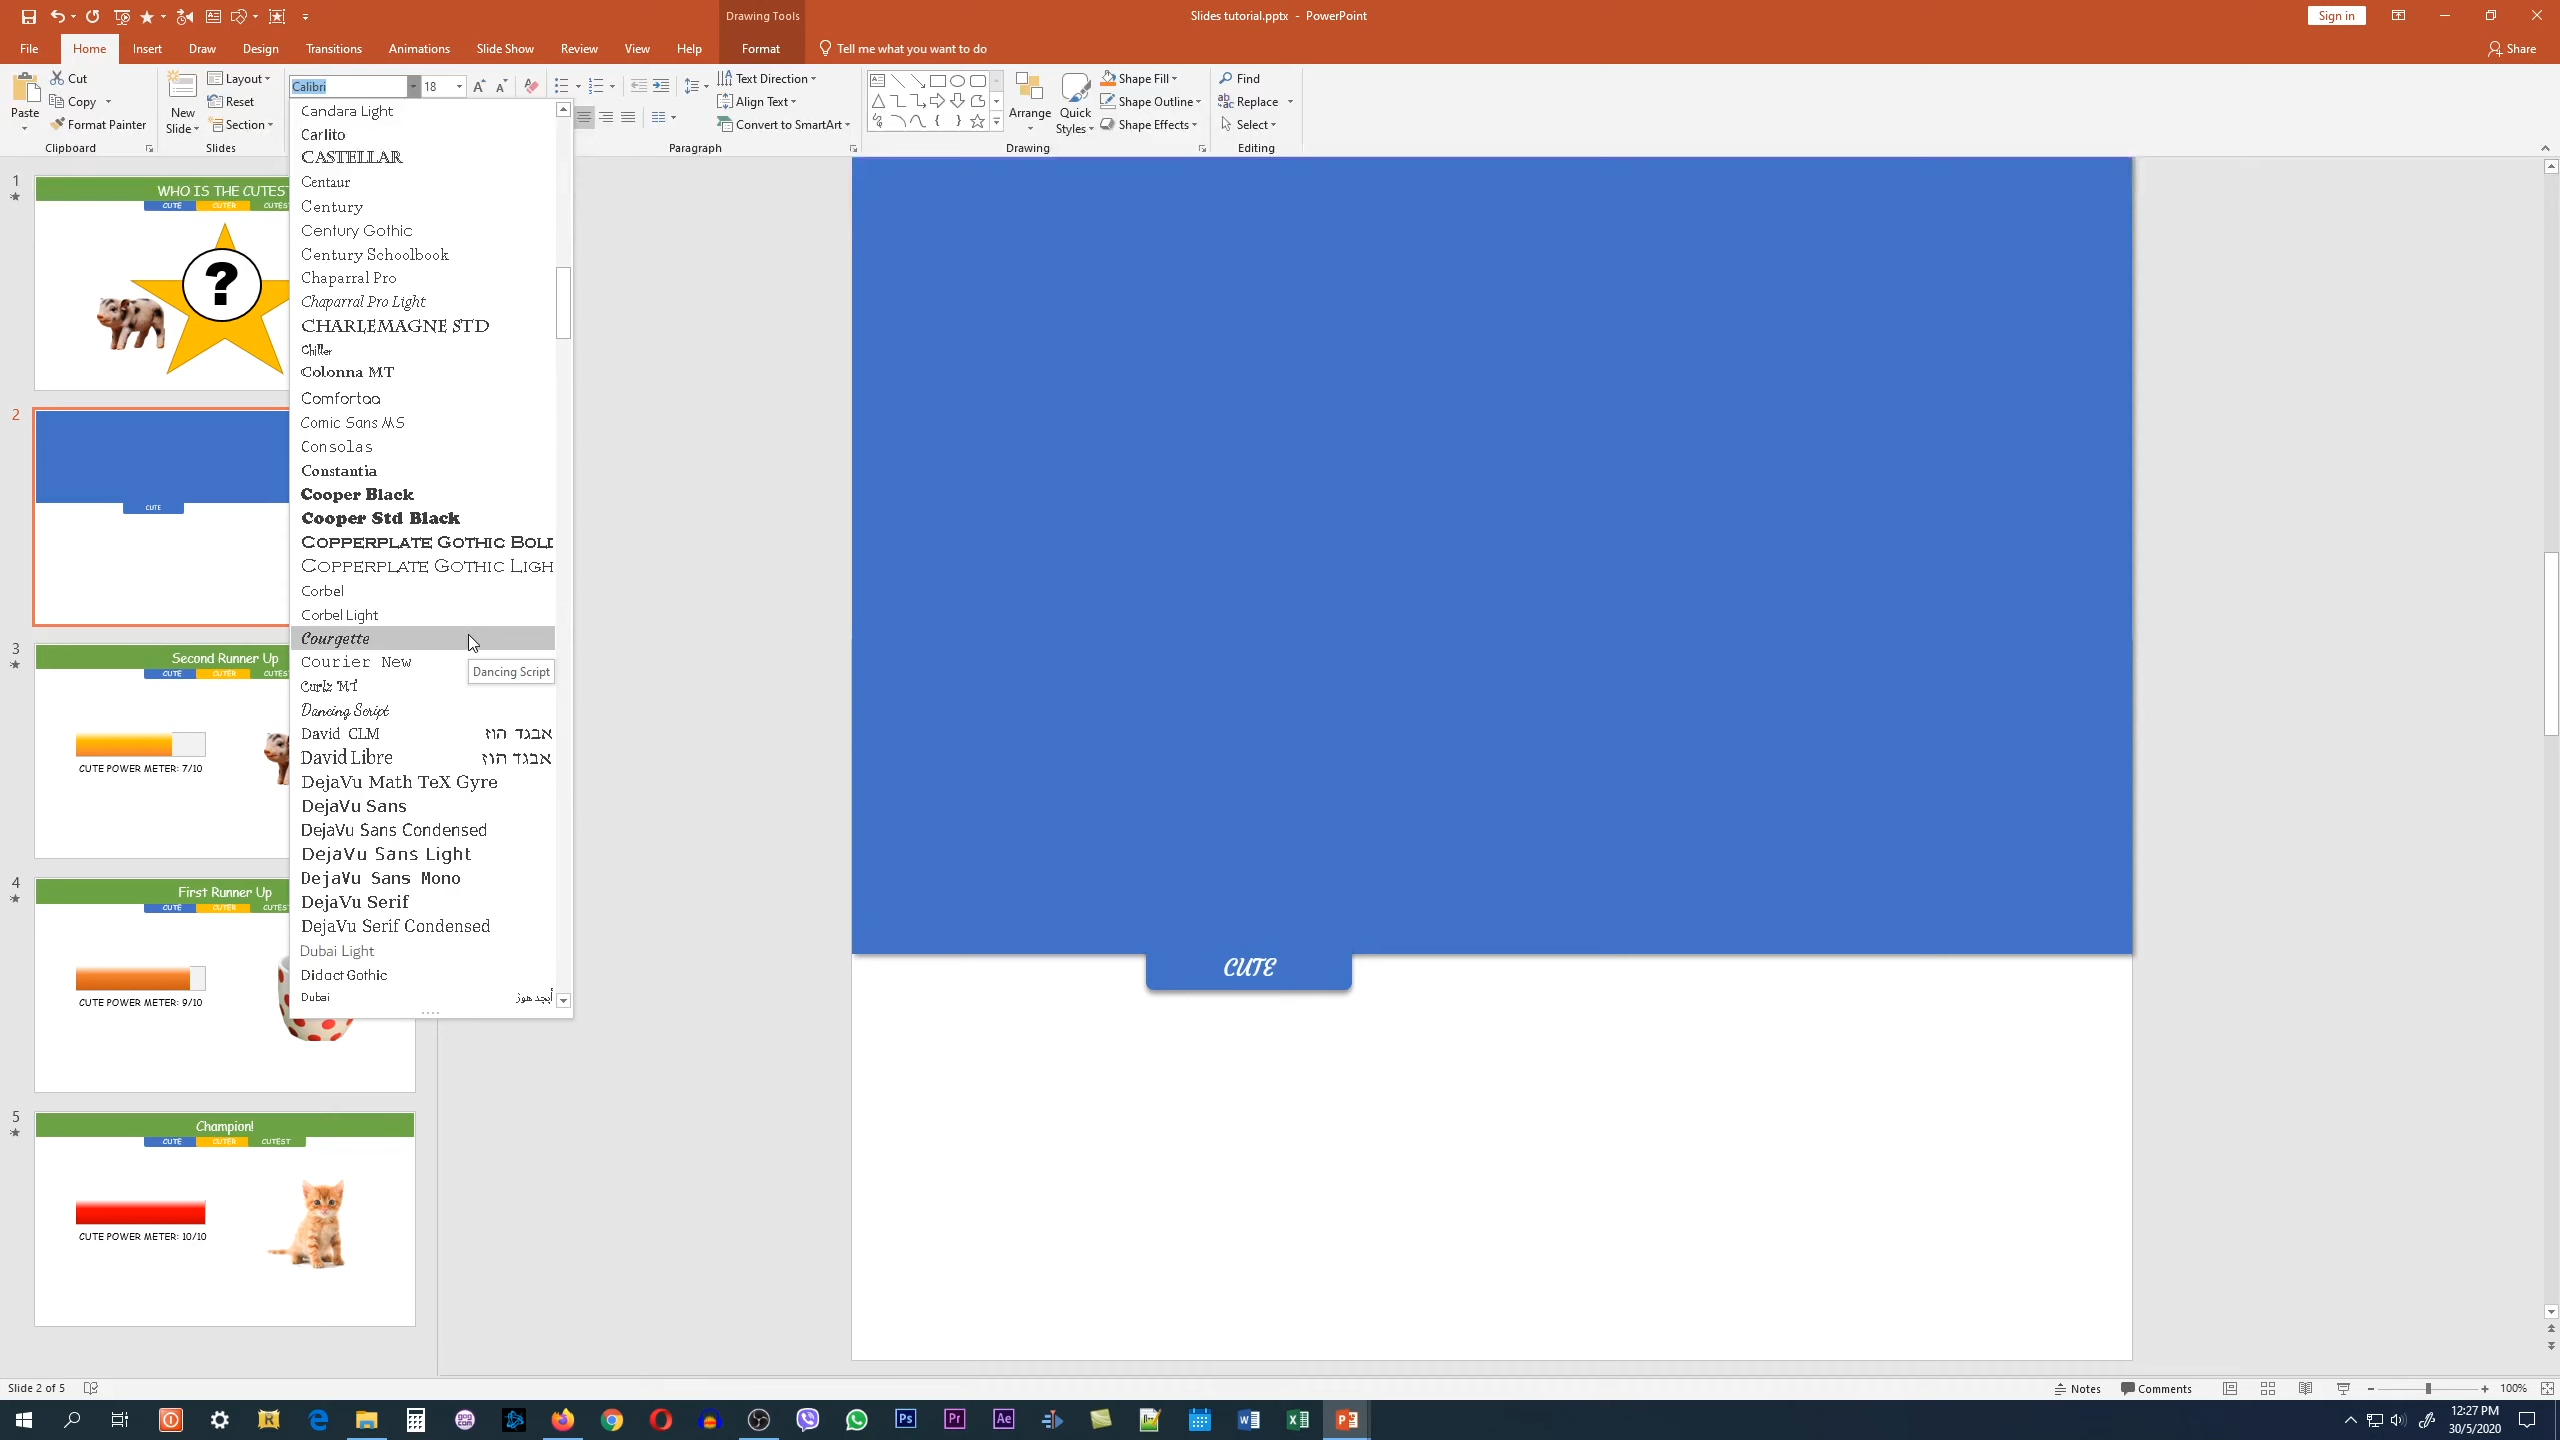 Drawing Tools
Slides tutorial.pptx - PowerPoint
Sign in
File Home Insert Draw Design Transitions Animations Slide Show Review View Help Format Tell me what you want to do
Share
Paste
Cut
Copy
Format Painter
Clipboard
New
Slide
Layout
Reset
Section
Slides
Calibri 18
Text Direction
Align Text
Convert to SmartArt
Paragraph
Arrange
Quick
Styles
Shape Fill
Shape Outline
Shape Effects
Drawing
Find
Replace
Select
Editing
Candara Light
Carlito
CASTELLAR
Centaur
Century
Century Gothic
Century Schoolbook
Chaparral Pro
Chaparral Pro Light
CHARLEMAGNE STD
Chiller
Colonna MT
Comfortaa
Comic Sans MS
Consolas
Constantia
Cooper Black
Cooper Std Black
COPPERPLATE GOTHIC BOLD
COPPERPLATE GOTHIC LIGH
Corbel
Corbel Light
Courgette
Courier New
Dancing Script
Curlz MT
Dancing Script
David CLM אבגד הוז
David Libre אבגד הוז
DejaVu Math TeX Gyre
DejaVu Sans
DejaVu Sans Condensed
DejaVu Sans Light
DejaVu Sans Mono
DejaVu Serif
DejaVu Serif Condensed
Dubai Light
Didact Gothic
Dubai أبجد هوز
1
WHO IS THE CUTEST
CUTE CUTER CUTEST
?
2
CUTE
3
Second Runner Up
CUTE CUTER CUTEST
CUTE POWER METER: 7/10
4
First Runner Up
CUTE CUTER CUTEST
CUTE POWER METER: 9/10
5
Champion!
CUTE CUTER CUTEST
CUTE POWER METER: 10/10
CUTE
Slide 2 of 5
Notes
Comments
100%
gog.com
Ps Pr Ae
12:27 PM
30/5/2020